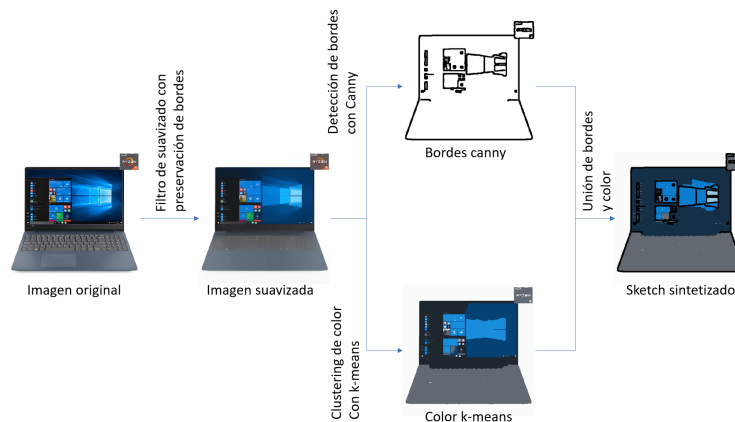 Filtro de suavizado con
preservación de bordes
Detección de bordes
con Canny
Bordes canny
RYZEN
Imagen original
Imagen suavizada
Unión de bordes
y color
Sketch sintetizado
Clustering de color
Con k-means
Color k-means